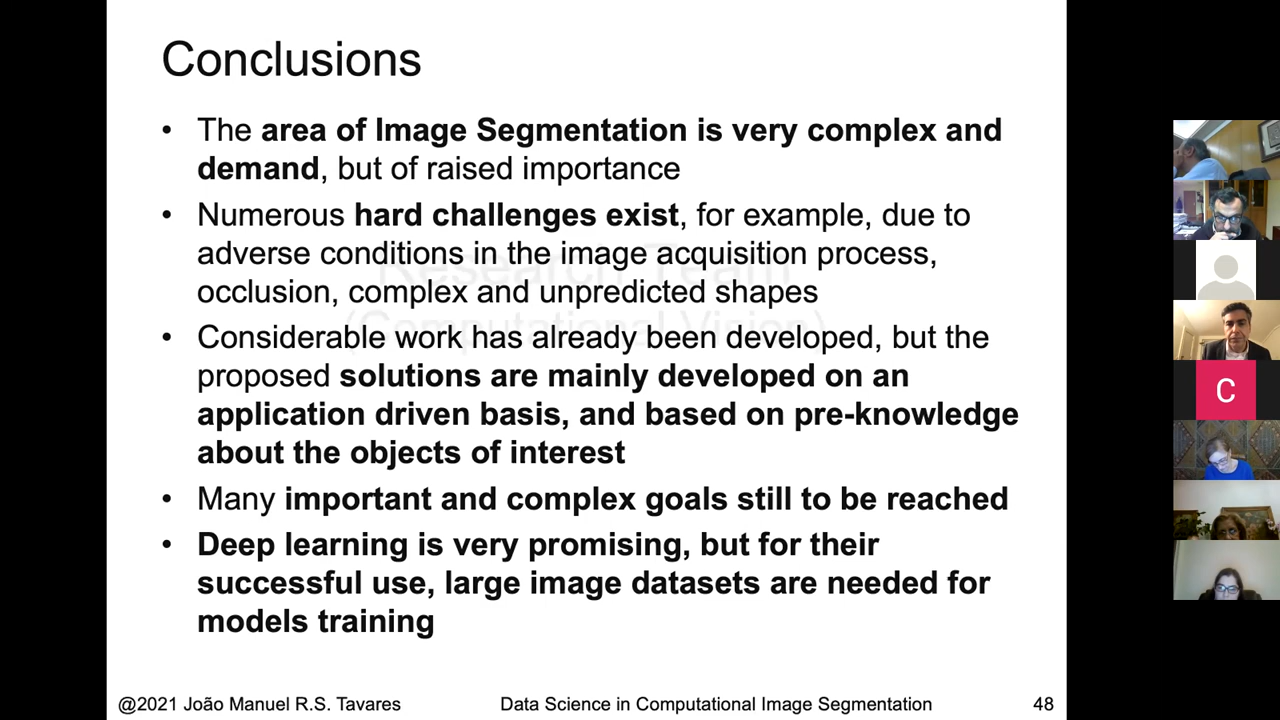 Conclusions
• The area of Image Segmentation is very complex and
demand, but of raised importance
• Numerous hard challenges exist, for example, due to
adverse conditions in the image acquisition process,
occlusion, complex and unpredicted shapes
• Considerable work has already been developed, but the
proposed solutions are mainly developed on an
application driven basis, and based on pre-knowledge
about the objects of interest
• Many important and complex goals still to be reached
• Deep learning is very promising, but for their
successful use, large image datasets are needed for
models training
Research Team
(Computational Vision)
@2021 João Manuel R.S. Tavares Data Science in Computational Image Segmentation 48
C